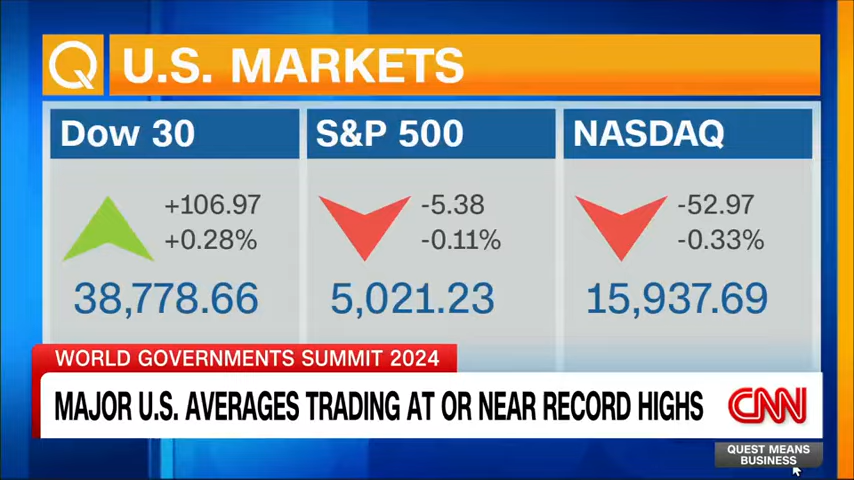 Q U.S. MARKETS
Dow 30
+106.97
+0.28%
38,778.66
S&P 500
-5.38
-0.11%
5,021.23
NASDAQ
-52.97
-0.33%
15,937.69
WORLD GOVERNMENTS SUMMIT 2024
MAJOR U.S. AVERAGES TRADING AT OR NEAR RECORD HIGHS
CNN
QUEST MEANS
BUSINESS